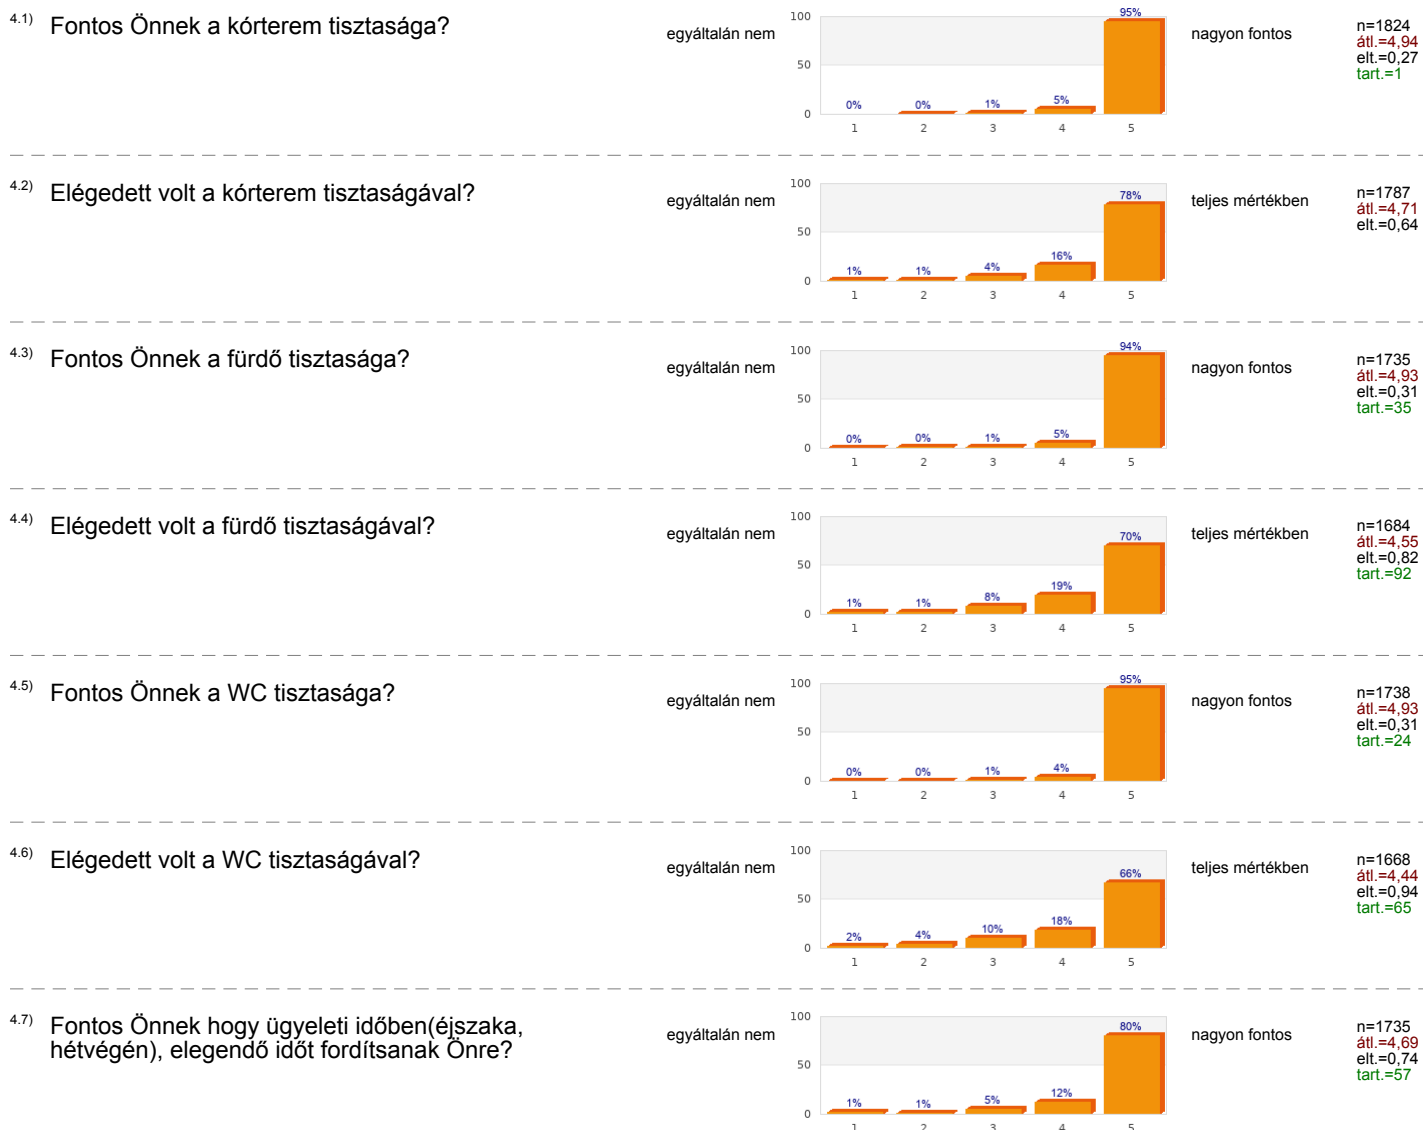 4.1) Fontos Önnek a kórterem tisztasága?
egyáltalán nem
100
50
0
0% 0% 1% 5% 95%
1 2 3 4 5
nagyon fontos
n=1824
átl.=4,94
elt.=0,27
tart.=1
4.2) Elégedett volt a kórterem tisztaságával?
egyáltalán nem
100
50
0
1% 1% 4% 16% 78%
1 2 3 4 5
teljes mértékben
n=1787
átl.=4,71
elt.=0,64
4.3) Fontos Önnek a fürdő tisztasága?
egyáltalán nem
100
50
0
0% 0% 1% 5% 94%
1 2 3 4 5
nagyon fontos
n=1735
átl.=4,93
elt.=0,31
tart.=35
4.4) Elégedett volt a fürdő tisztaságával?
egyáltalán nem
100
50
0
1% 1% 8% 19% 70%
1 2 3 4 5
teljes mértékben
n=1684
átl.=4,55
elt.=0,82
tart.=92
4.5) Fontos Önnek a WC tisztasága?
egyáltalán nem
100
50
0
0% 0% 1% 4% 95%
1 2 3 4 5
nagyon fontos
n=1738
átl.=4,93
elt.=0,31
tart.=24
4.6) Elégedett volt a WC tisztaságával?
egyáltalán nem
100
50
0
2% 4% 10% 18% 66%
1 2 3 4 5
teljes mértékben
n=1668
átl.=4,44
elt.=0,94
tart.=65
4.7) Fontos Önnek hogy ügyeleti időben(éjszaka,
hétvégén), elegendő időt fordítsanak Önre?
egyáltalán nem
100
50
0
1% 1% 5% 12% 80%
1 2 3 4 5
nagyon fontos
n=1735
átl.=4,69
elt.=0,74
tart.=57